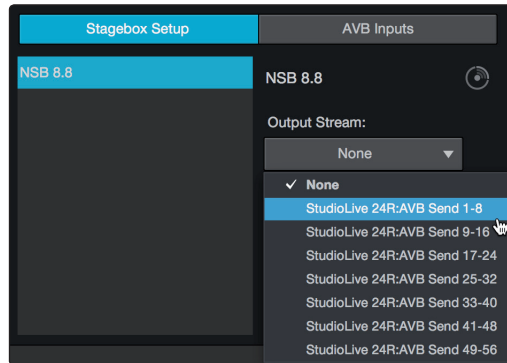 Stagebox Setup
AVB Inputs
NSB 8.8
NSB 8.8
Output Stream:
None
None
StudioLive 24R:AVB Send 1-8
StudioLive 24R:AVB Send 9-16
StudioLive 24R:AVB Send 17-24
StudioLive 24R:AVB Send 25-32
StudioLive 24R:AVB Send 33-40
StudioLive 24R:AVB Send 41-48
StudioLive 24R:AVB Send 49-56